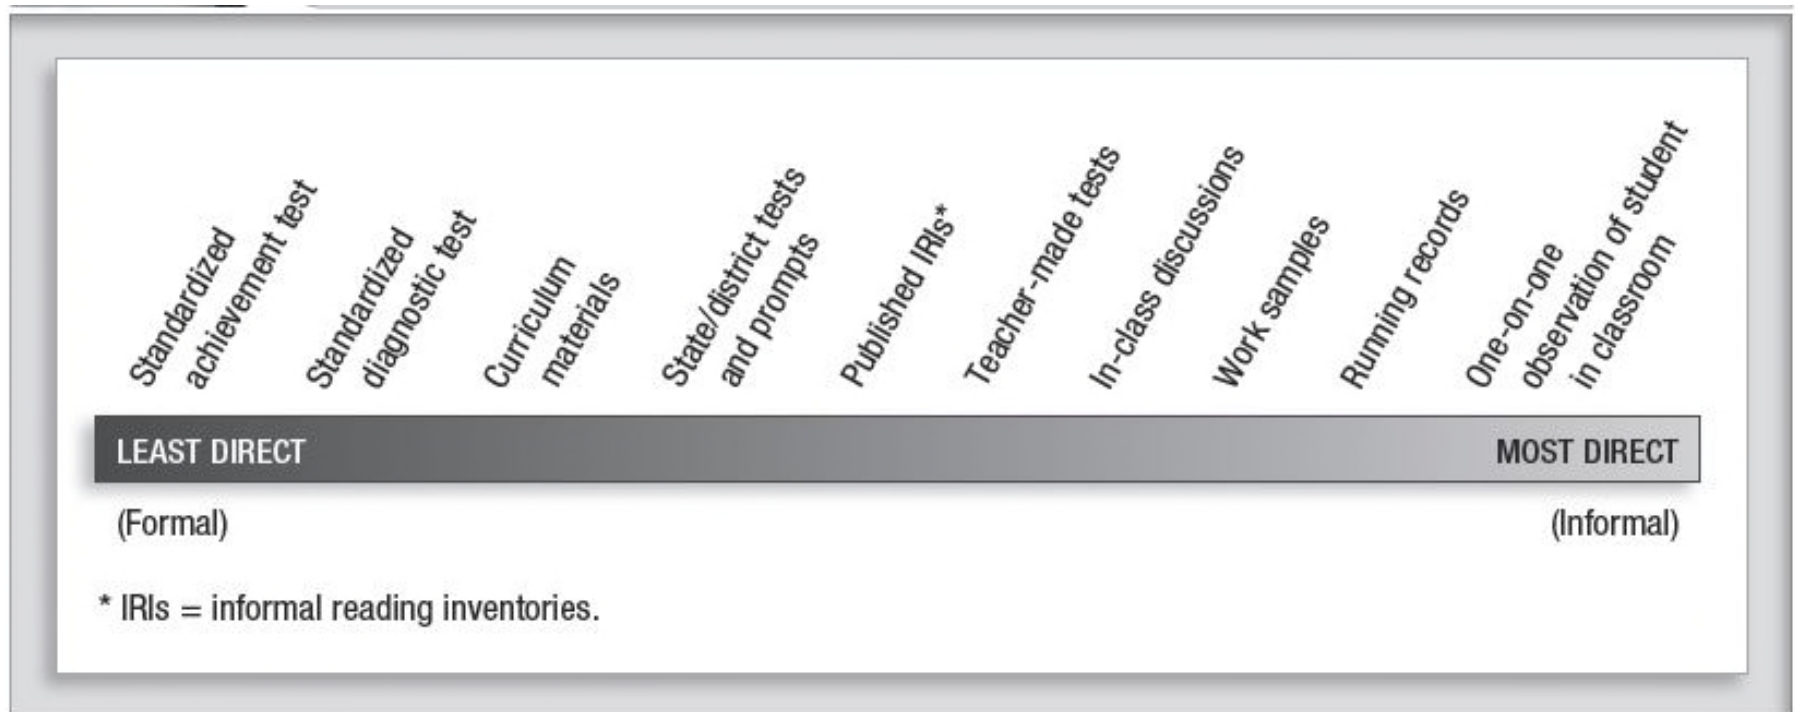 Standardized
achievement test
Standardized
diagnostic test
Curriculum
materials
State/district tests
and prompts
Published IRIs*
Teacher-made tests
In-class discussions
Work samples
Running records
One-on-one
observation of student
in classroom
LEAST DIRECT
MOST DIRECT
(Formal)
(Informal)
* IRIs = informal reading inventories.